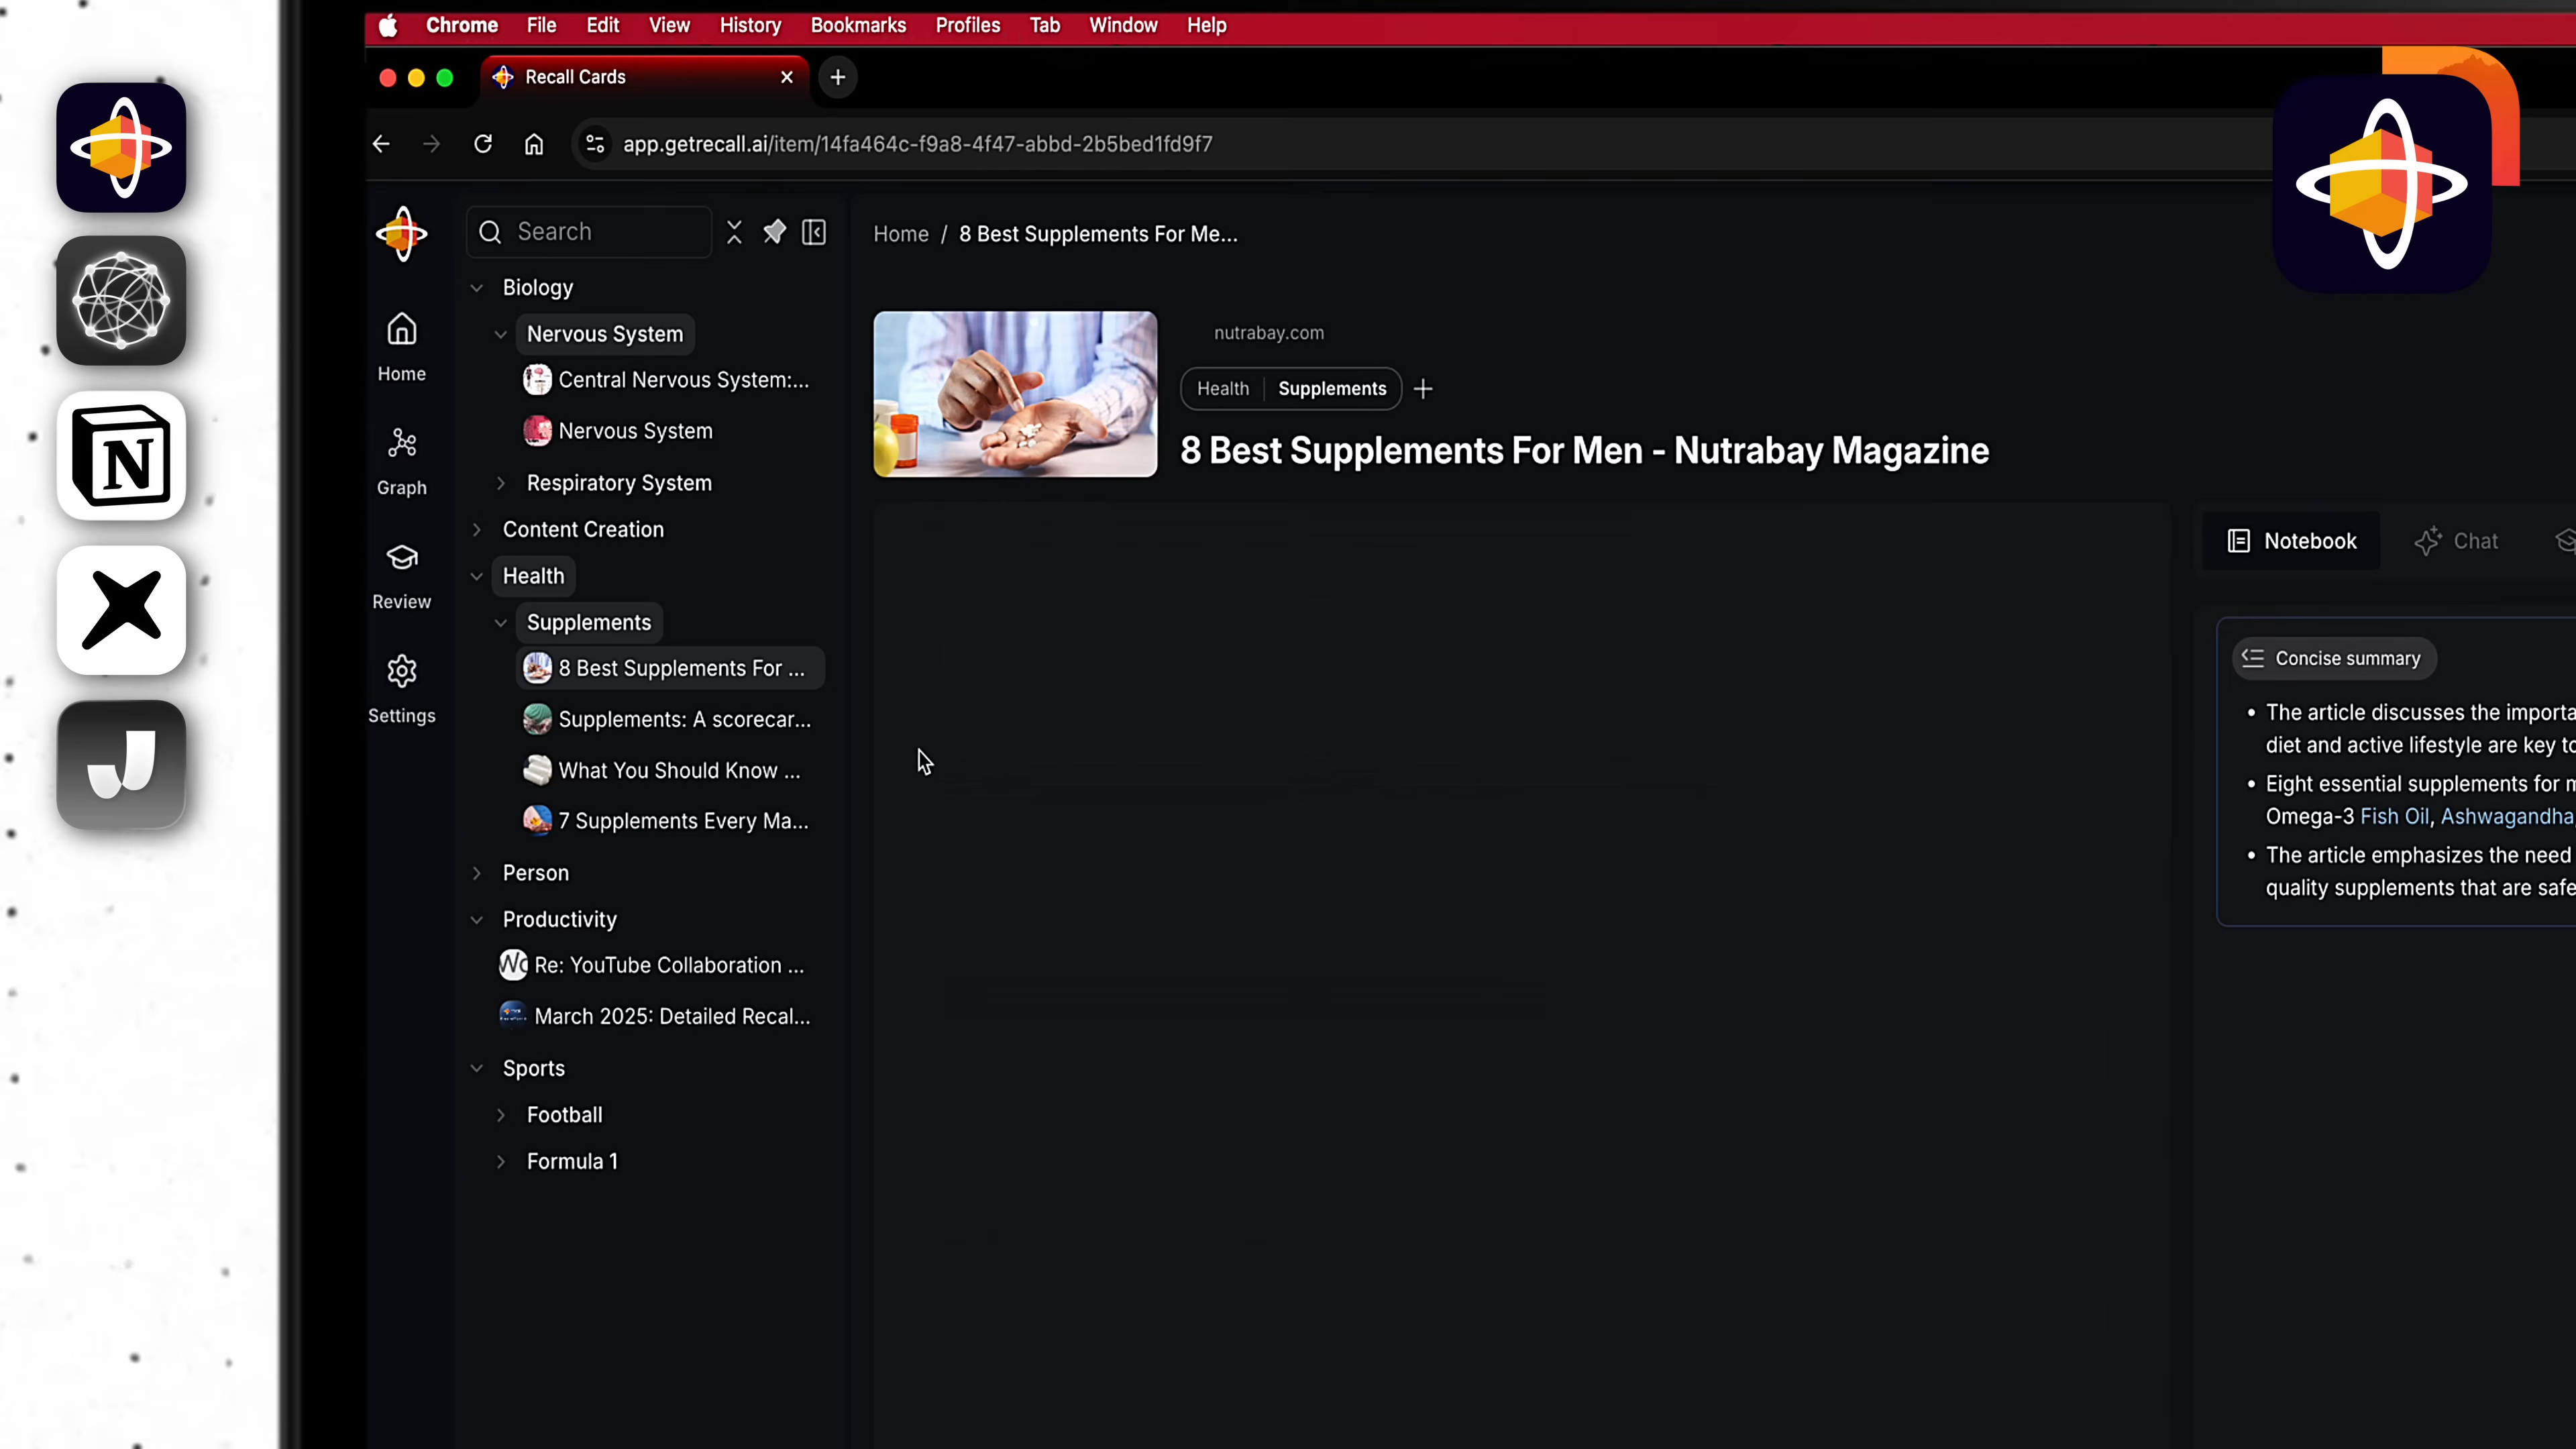 Chrome File Edit View History Bookmarks Profiles Tab Window Help
Recall Cards
app.getrecall.ai/item/14fa464c-f9a8-4f47-abbd-2b5bed1fd9f7
Search
Home / 8 Best Supplements For Me...
Home
Graph
Review
Settings
Biology
Nervous System
Central Nervous System:...
Nervous System
Respiratory System
Content Creation
Health
Supplements
8 Best Supplements For ...
Supplements: A scorecar...
What You Should Know ...
7 Supplements Every Ma...
Person
Productivity
Re: YouTube Collaboration ...
March 2025: Detailed Recal...
Sports
Football
Formula 1
nutrabay.com
Health Supplements
8 Best Supplements For Men - Nutrabay Magazine
Notebook Chat
Concise summary
• The article discusses the importa
diet and active lifestyle are key to
• Eight essential supplements for m
Omega-3 Fish Oil, Ashwagandha
• The article emphasizes the need
quality supplements that are safe
N
J